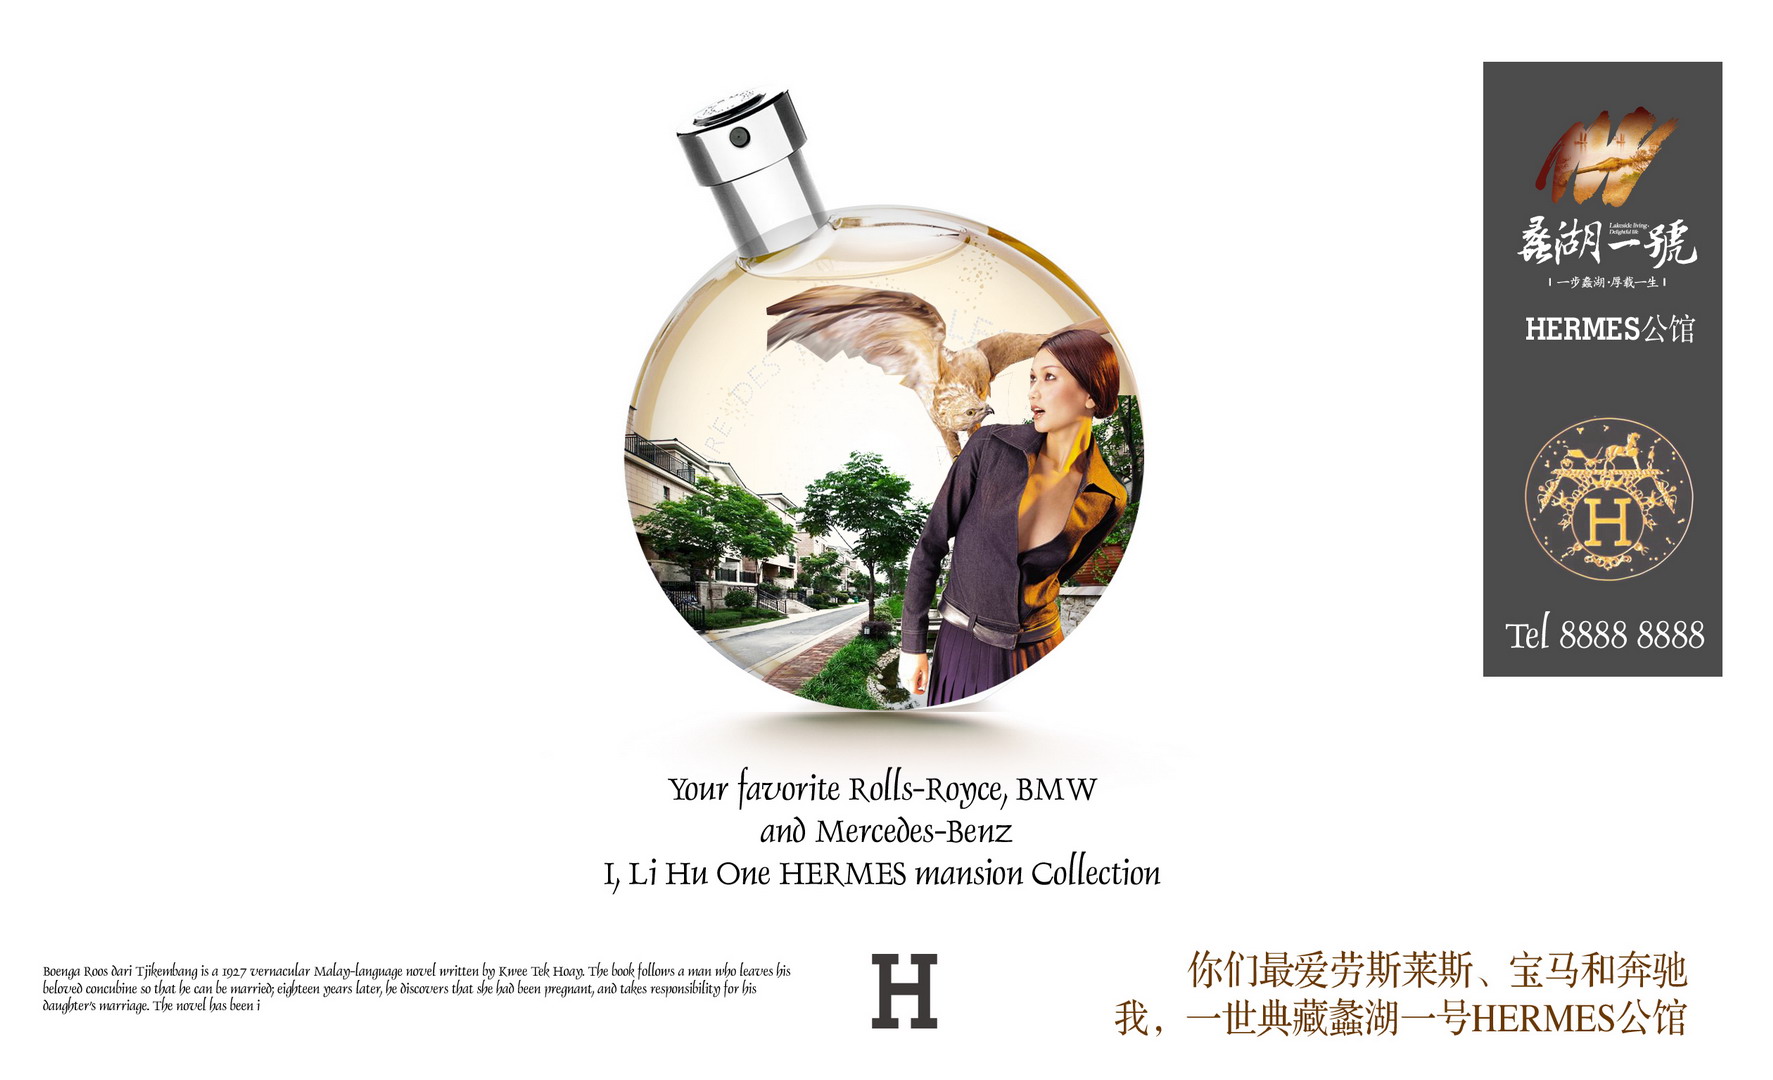 蠡湖一號
Lakeside living·
Delightful life
一步蠡湖·厚载一生
HERMES公馆
H
Tel 8888 8888
Your favorite Rolls-Royce, BMW
and Mercedes-Benz
I, Li Hu One HERMES mansion Collection
Boenga Roos dari Tjikembang is a 1927 vernacular Malay-language novel written by Kwee Tek Hoay. The book follows a man who leaves his
beloved concubine so that he can be married; eighteen years later, he discovers that she had been pregnant, and takes responsibility for his
daughter's marriage. The novel has been i
H
你们最爱劳斯莱斯、宝马和奔驰
我，一世典藏蠡湖一号HERMES公馆